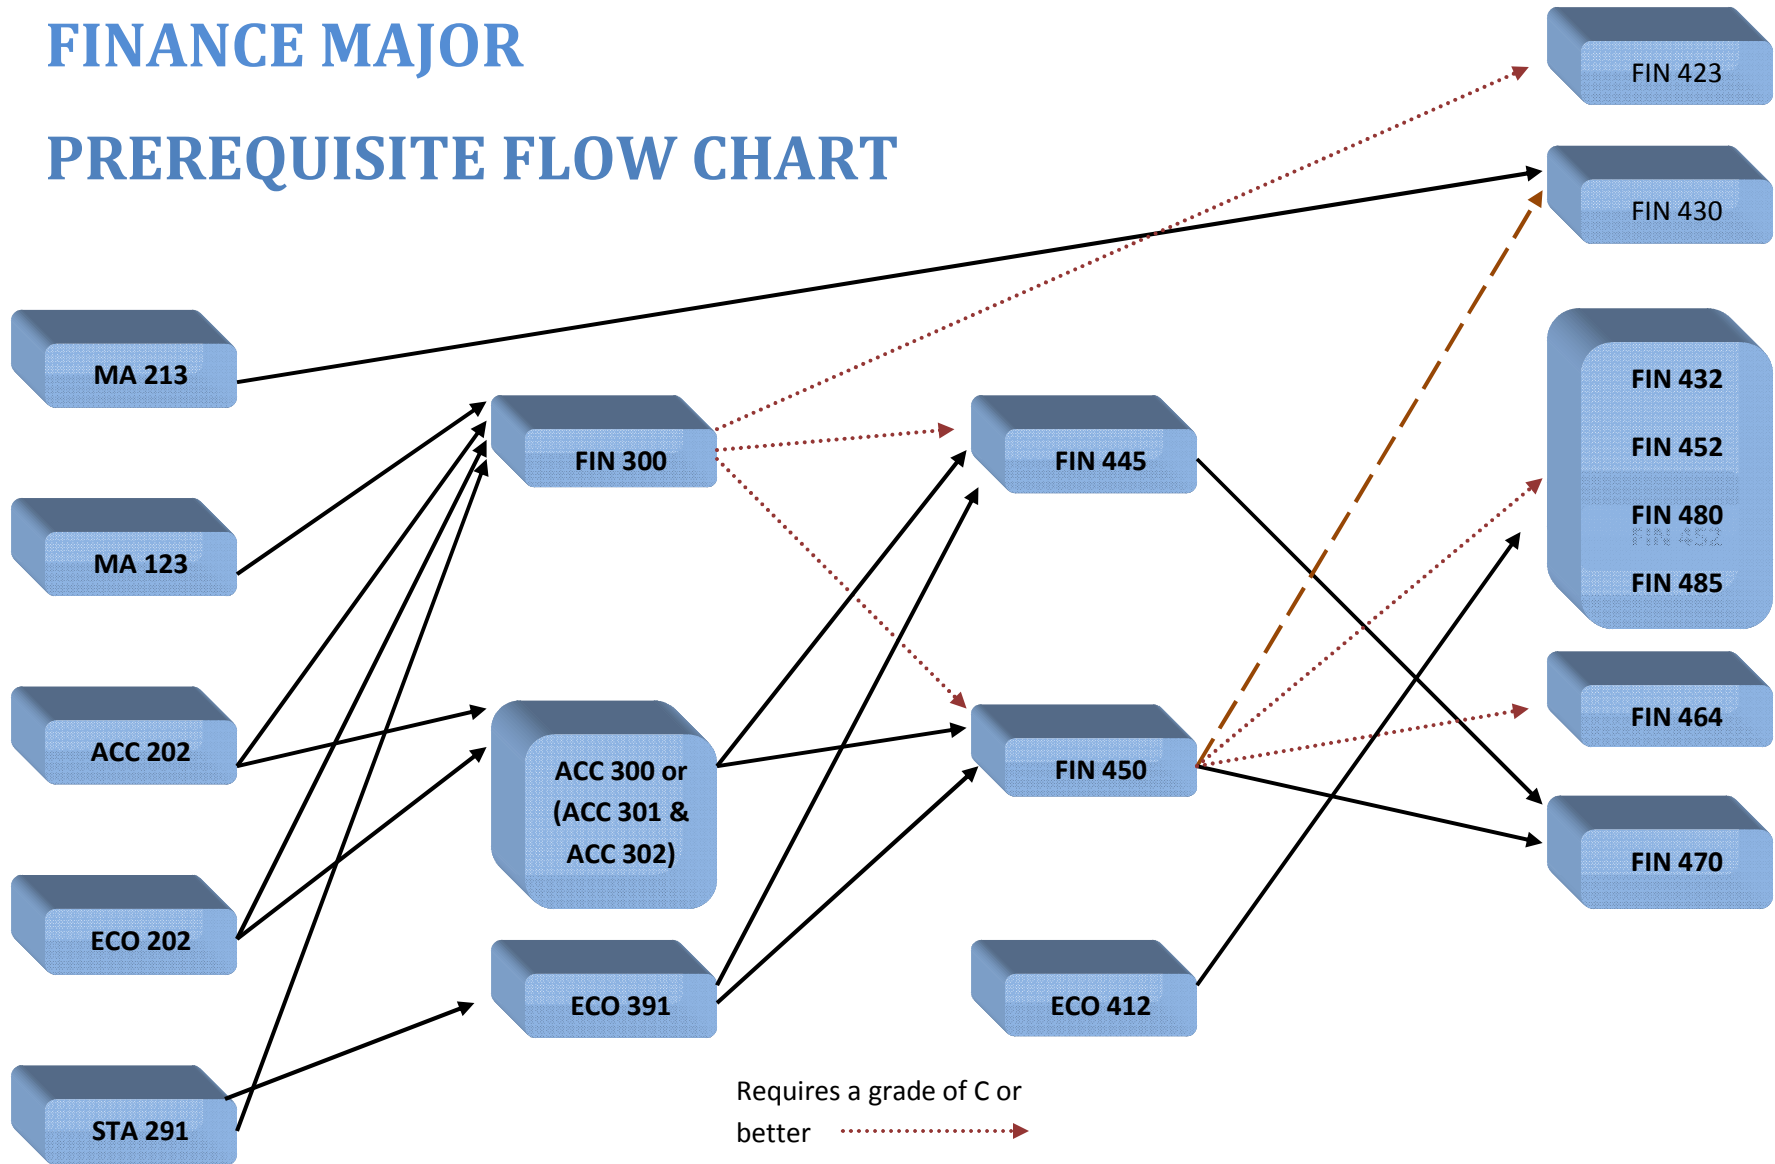 FINANCE MAJOR
PREREQUISITE FLOW CHART
FIN 423
FIN 430
MA 213
FIN 432
FIN 452
FIN 480
FIN 452
FIN 485
FIN 300
FIN 445
MA 123
ACC 202
ACC 300 or
(ACC 301 &
ACC 302)
FIN 450
FIN 464
FIN 470
ECO 202
ECO 391
ECO 412
STA 291
Requires a grade of C or
better